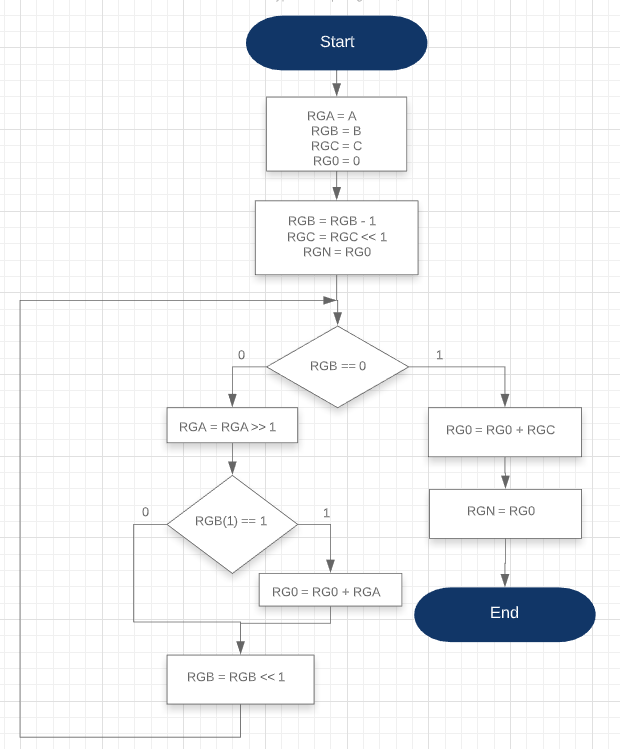 Start
RGA = A
RGB = B
RGC = C
RG0 = 0
RGB = RGB - 1
RGC = RGC << 1
RGN = RG0
RGB == 0
0
1
RGA = RGA >> 1
RG0 = RG0 + RGC
RGB(1) == 1
0
1
RGN = RG0
RG0 = RG0 + RGA
End
RGB = RGB << 1